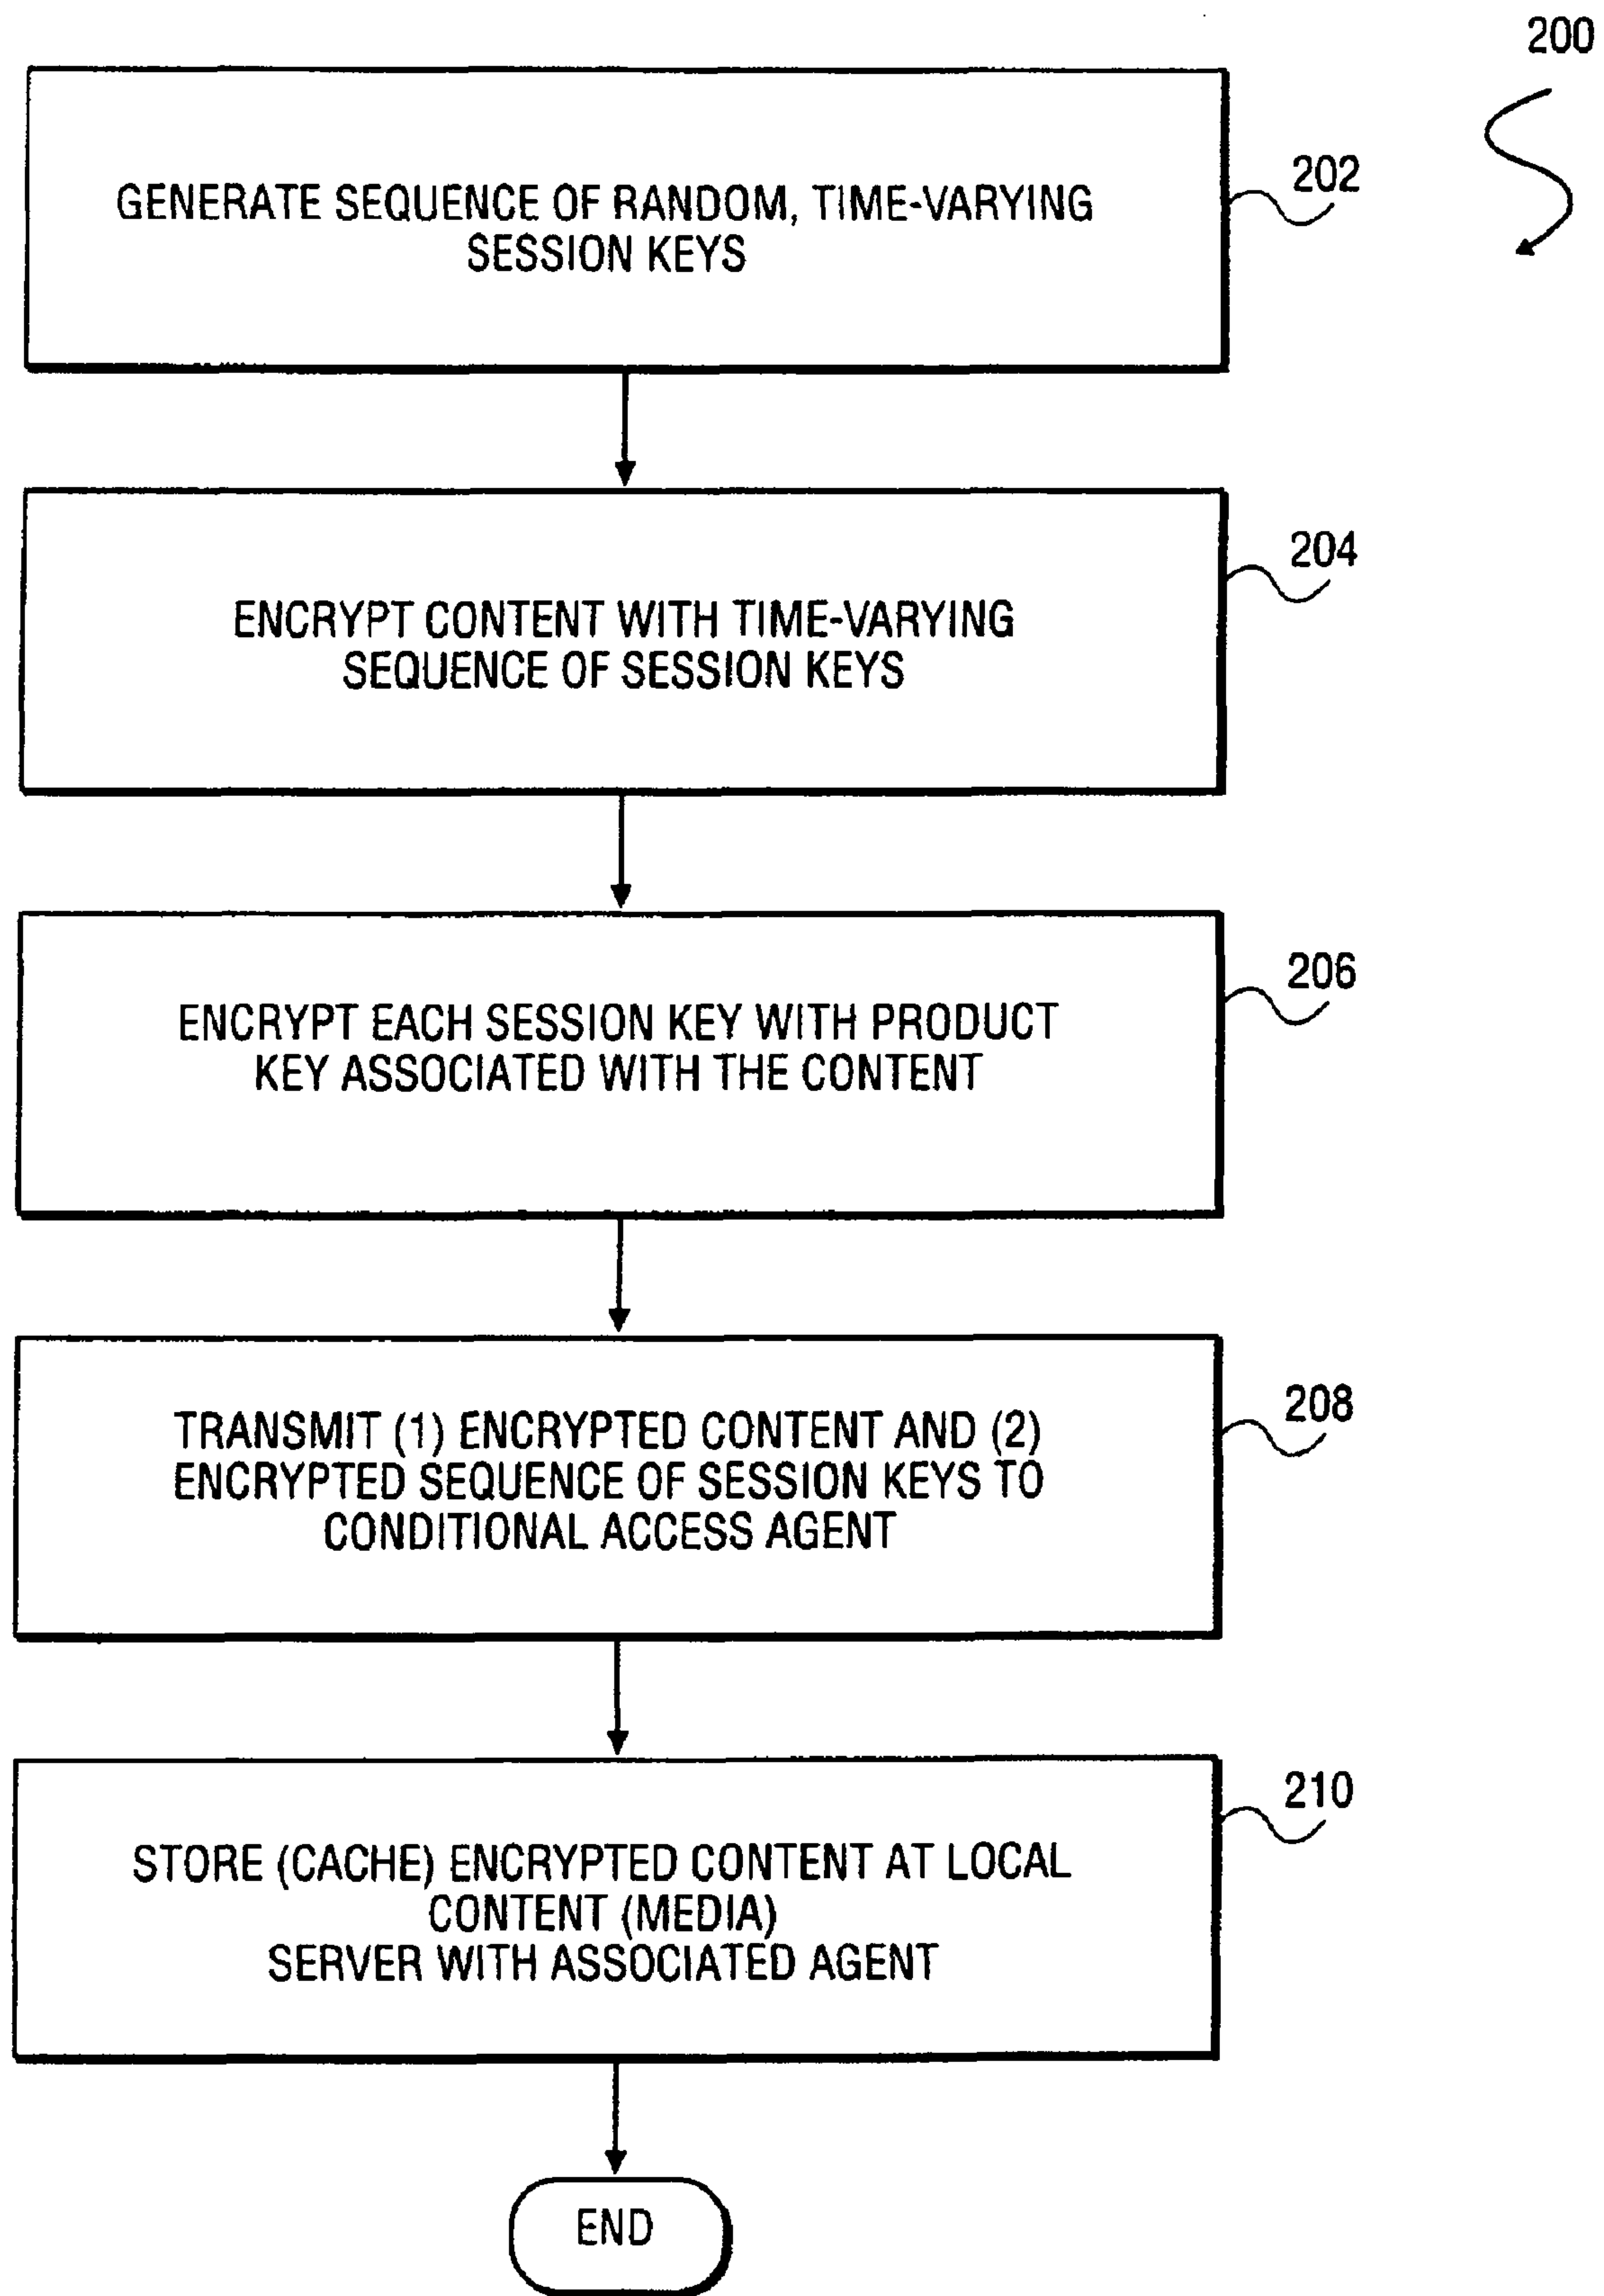 200
202
GENERATE SEQUENCE OF RANDOM, TIME-VARYING
SESSION KEYS
204
ENCRYPT CONTENT WITH TIME-VARYING
SEQUENCE OF SESSION KEYS
206
ENCRYPT EACH SESSION KEY WITH PRODUCT
KEY ASSOCIATED WITH THE CONTENT
208
TRANSMIT (1) ENCRYPTED CONTENT AND (2)
ENCRYPTED SEQUENCE OF SESSION KEYS TO
CONDITIONAL ACCESS AGENT
210
STORE (CACHE) ENCRYPTED CONTENT AT LOCAL
CONTENT (MEDIA)
SERVER WITH ASSOCIATED AGENT
END